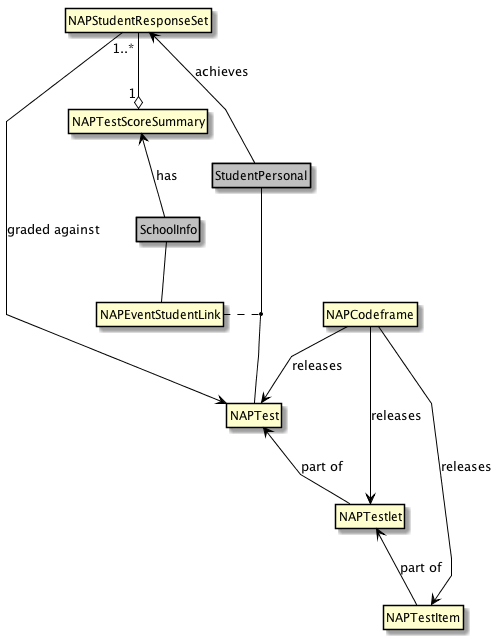 NAPStudentResponseSet
1..*
achieves
1
NAPTestScoreSummary
has
StudentPersonal
SchoolInfo
graded against
NAPEventStudentLink
NAPCodeframe
releases
NAPTest
releases
releases
part of
NAPTestlet
part of
NAPTestItem